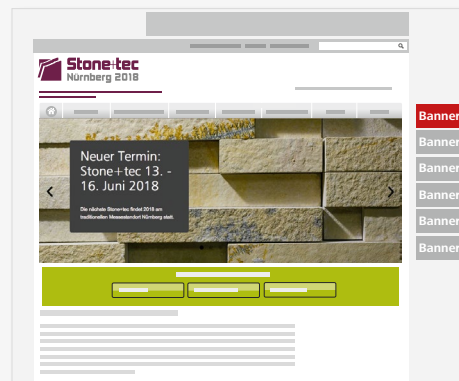 Stone+tec
Nürnberg 2018
Neuer Termin:
Stone+tec 13. -
16. Juni 2018
Die nächste Stone+tec findet 2018 am
traditionellen Messestandort Nürnberg statt.
Banner
Banner
Banner
Banner
Banner
Banner